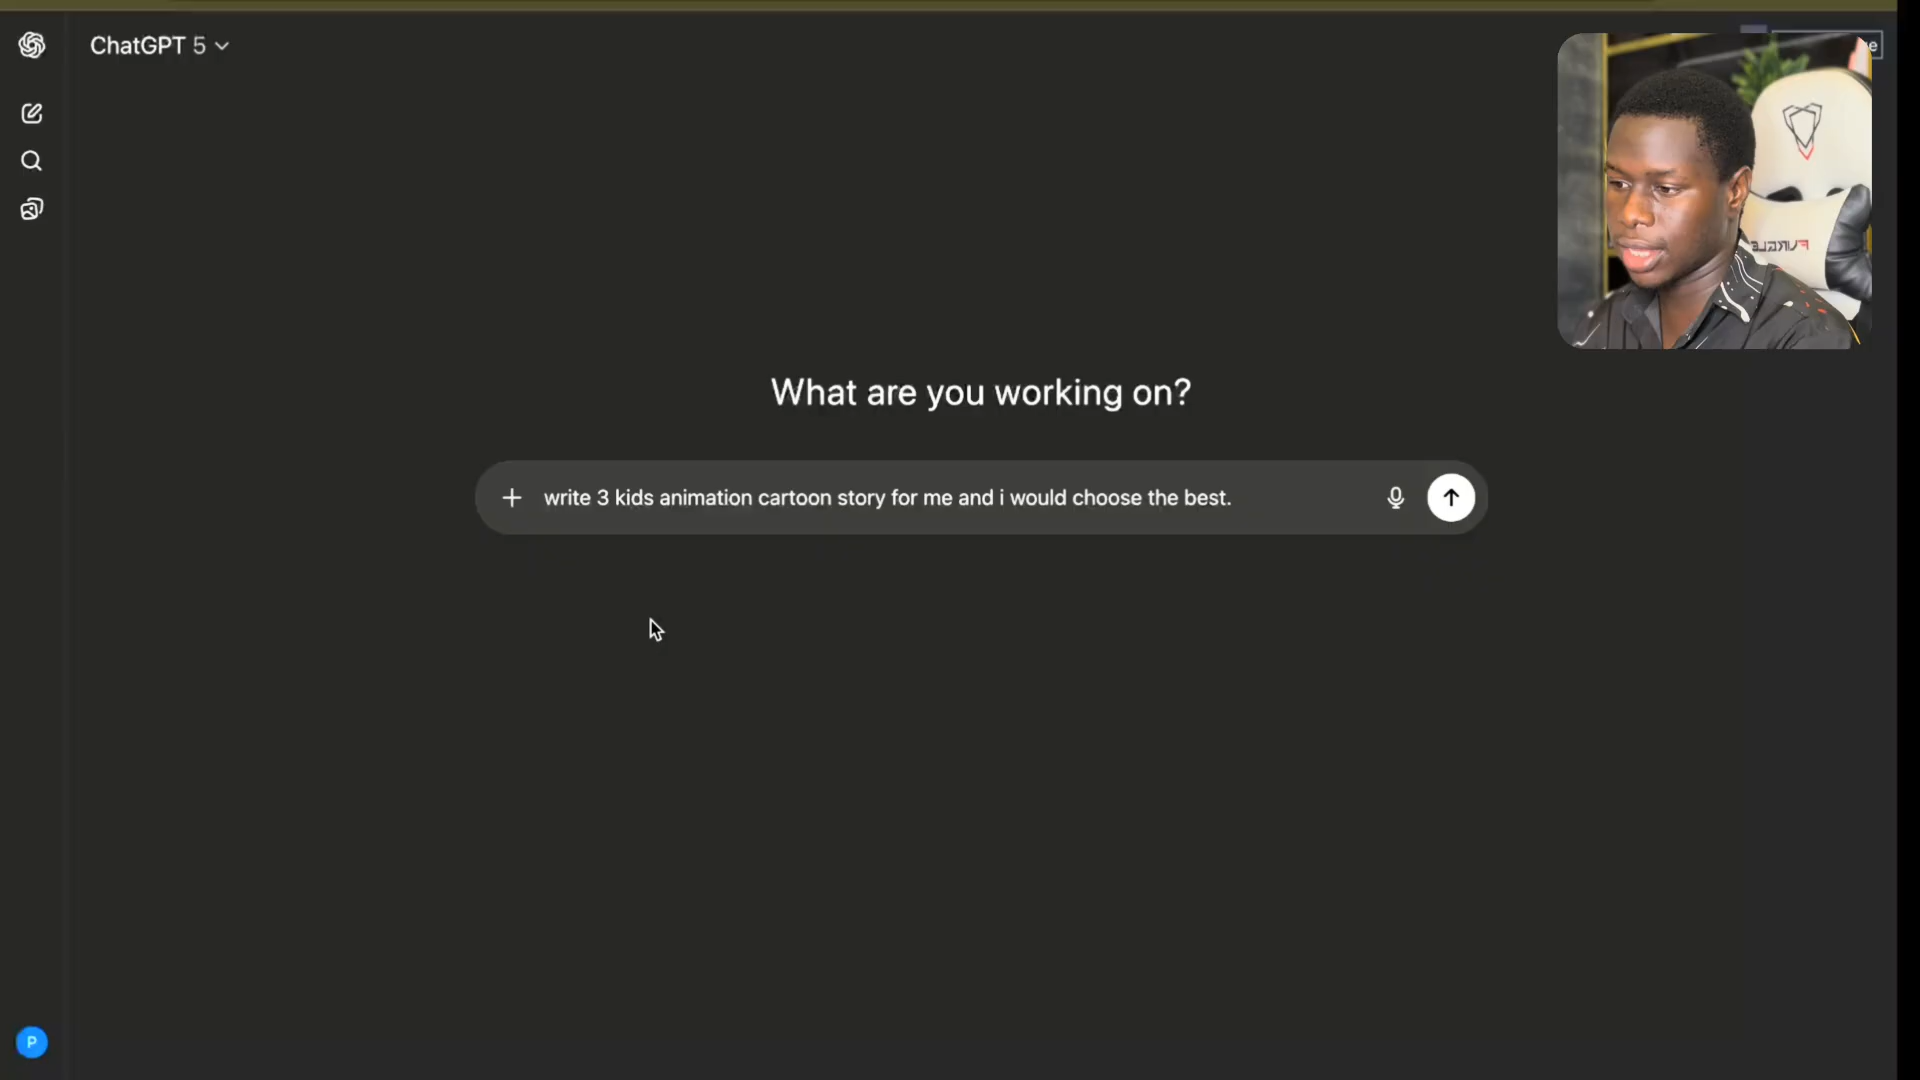 ChatGPT 5
What are you working on?
write 3 kids animation cartoon story for me and i would choose the best.
P